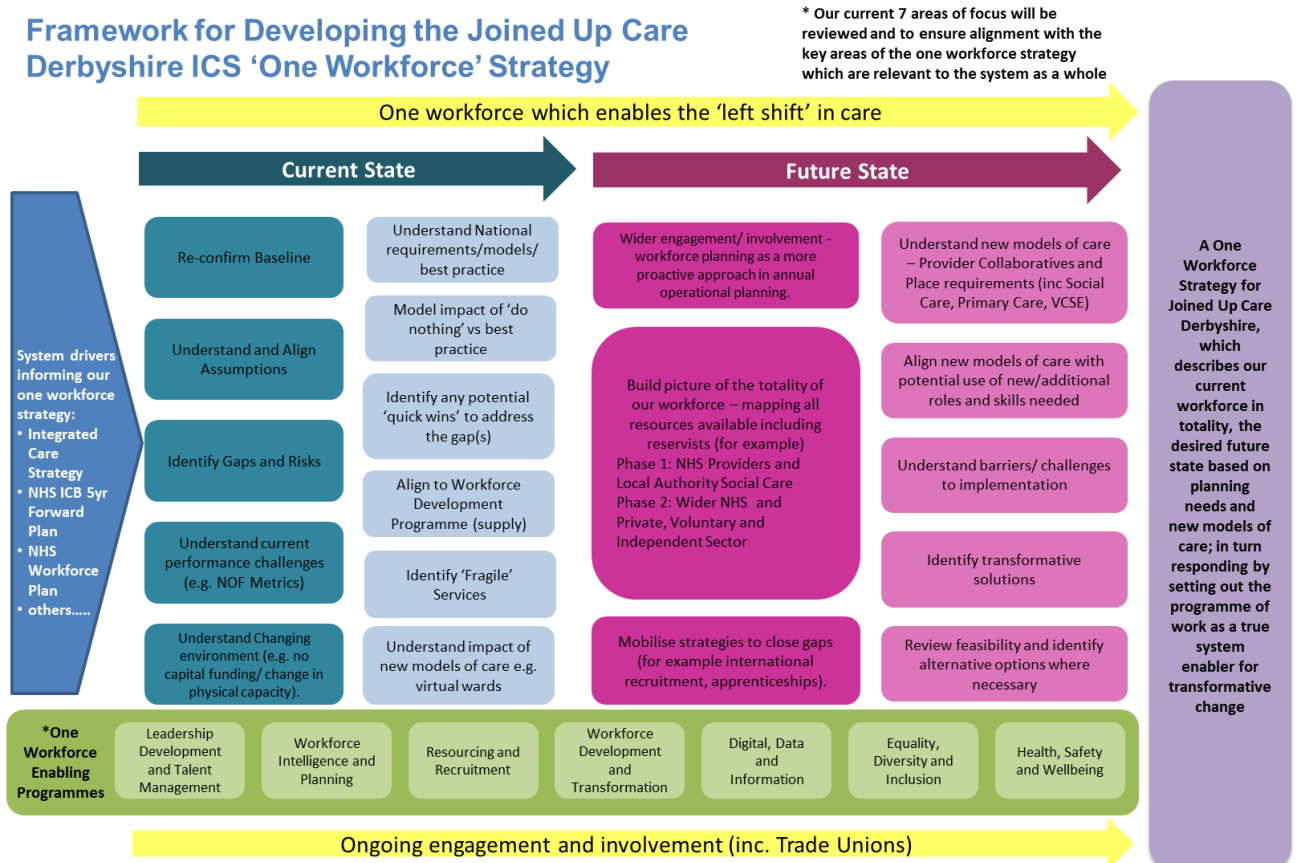 Framework for Developing the Joined Up Care
Derbyshire ICS ‘One Workforce’ Strategy
* Our current 7 areas of focus will be
reviewed and to ensure alignment with the
key areas of the one workforce strategy
which are relevant to the system as a whole
One workforce which enables the ‘left shift’ in care
Current State
Future State
System drivers
informing our
one workforce
strategy:
• Integrated
Care
Strategy
• NHS ICB 5yr
Forward
Plan
• NHS
Workforce
Plan
• others…..
Re-confirm Baseline
Understand and Align
Assumptions
Identify Gaps and Risks
Understand current
performance challenges
(e.g. NOF Metrics)
Understand Changing
environment (e.g. no
capital funding/ change in
physical capacity).
Understand National
requirements/models/
best practice
Model impact of ‘do
nothing’ vs best
practice
Identify any potential
‘quick wins’ to address
the gap(s)
Align to Workforce
Development
Programme (supply)
Identify ‘Fragile’
Services
Understand impact of
new models of care e.g.
virtual wards
Wider engagement/ involvement -
workforce planning as a more
proactive approach in annual
operational planning.
Build picture of the totality of
our workforce – mapping all
resources available including
reservists (for example)
Phase 1: NHS Providers and
Local Authority Social Care
Phase 2: Wider NHS and
Private, Voluntary and
Independent Sector
Mobilise strategies to close gaps
(for example international
recruitment, apprenticeships).
Understand new models of care
– Provider Collaboratives and
Place requirements (inc Social
Care, Primary Care, VCSE)
Align new models of care with
potential use of new/additional
roles and skills needed
Understand barriers/ challenges
to implementation
Identify transformative
solutions
Review feasibility and identify
alternative options where
necessary
A One
Workforce
Strategy for
Joined Up Care
Derbyshire,
which
describes our
current
workforce in
totality, the
desired future
state based on
planning
needs and
new models of
care; in turn
responding by
setting out the
programme of
work as a true
system
enabler for
transformative
change
*One
Workforce
Enabling
Programmes
Leadership
Development
and Talent
Management
Workforce
Intelligence and
Planning
Resourcing and
Recruitment
Workforce
Development
and
Transformation
Digital, Data
and
Information
Equality,
Diversity and
Inclusion
Health, Safety
and Wellbeing
Ongoing engagement and involvement (inc. Trade Unions)